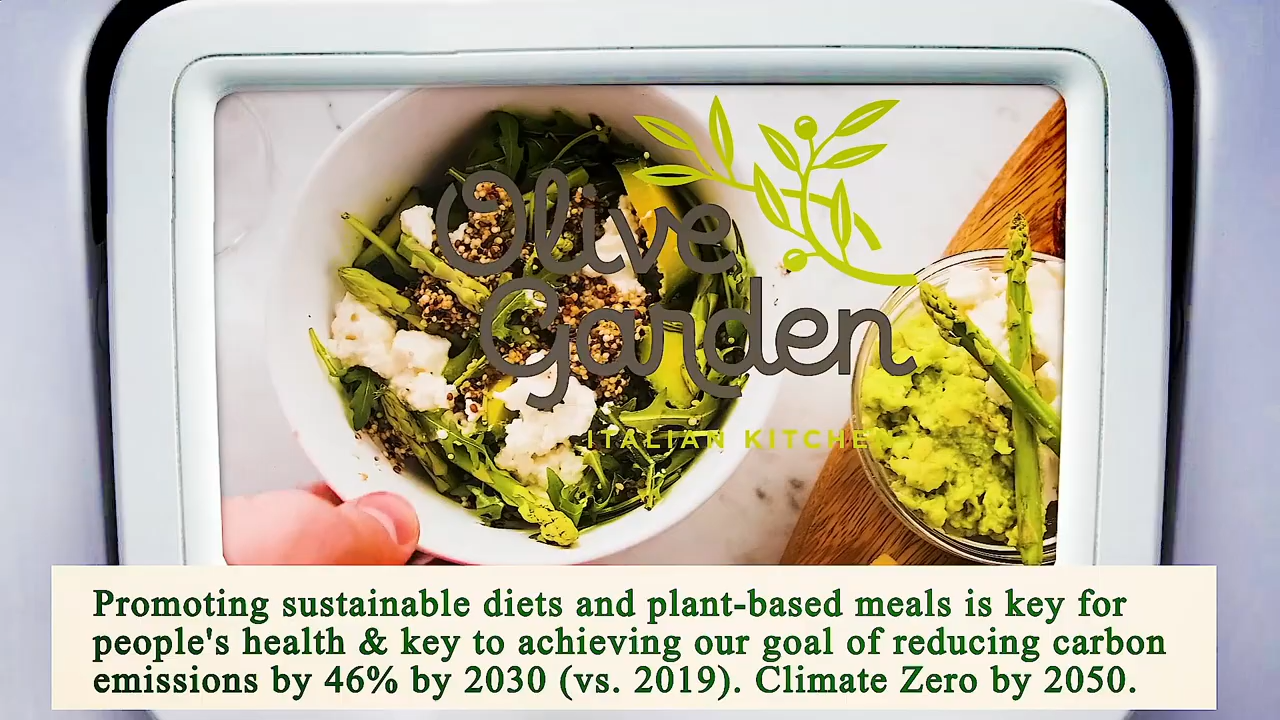 Olive
Garden
ITALIAN KITCHEN
Promoting sustainable diets and plant-based meals is key for
people's health & key to achieving our goal of reducing carbon
emissions by 46% by 2030 (vs. 2019). Climate Zero by 2050.